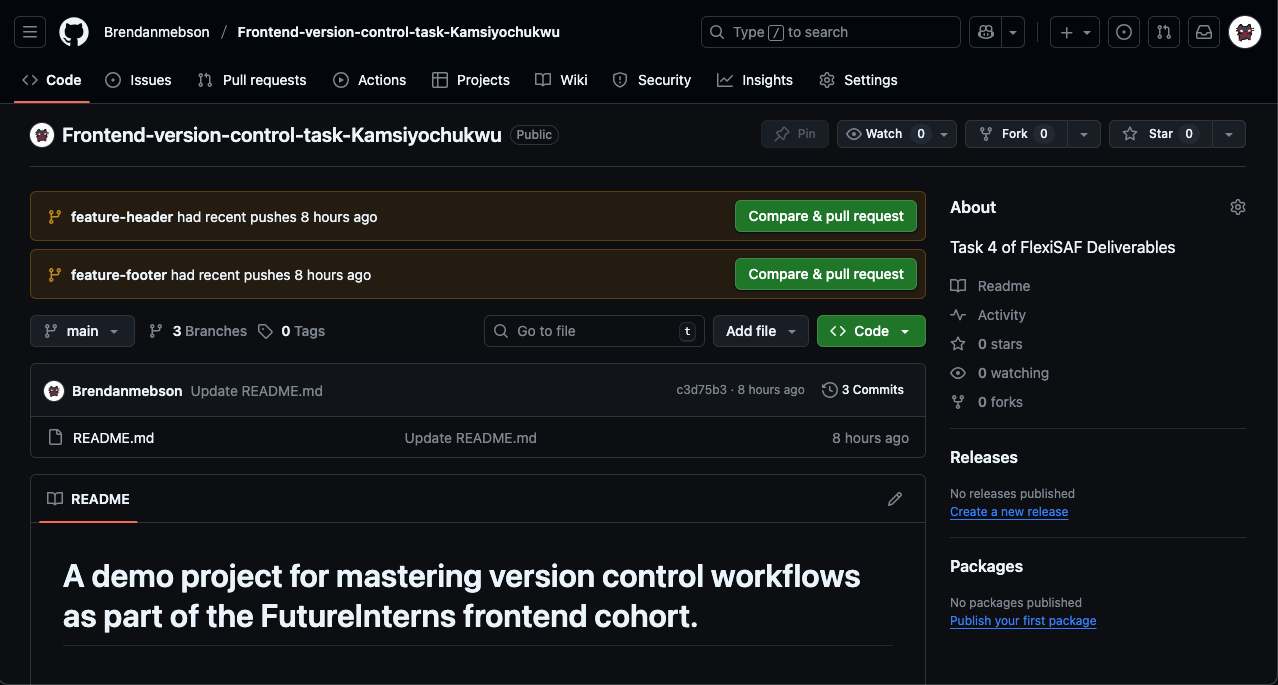 Brendanmebson / Frontend-version-control-task-Kamsiyochukwu
Type / to search
Code Issues Pull requests Actions Projects Wiki Security Insights Settings
Frontend-version-control-task-Kamsiyochukwu Public
Pin Watch 0 Fork 0 Star 0
feature-header had recent pushes 8 hours ago
Compare & pull request
feature-footer had recent pushes 8 hours ago
Compare & pull request
main 3 Branches 0 Tags
Go to file t Add file Code
Brendanmebson Update README.md c3d75b3 · 8 hours ago 3 Commits
README.md Update README.md 8 hours ago
README
A demo project for mastering version control workflows
as part of the FutureInterns frontend cohort.
About
Task 4 of FlexiSAF Deliverables
Readme
Activity
0 stars
0 watching
0 forks
Releases
No releases published
Create a new release
Packages
No packages published
Publish your first package